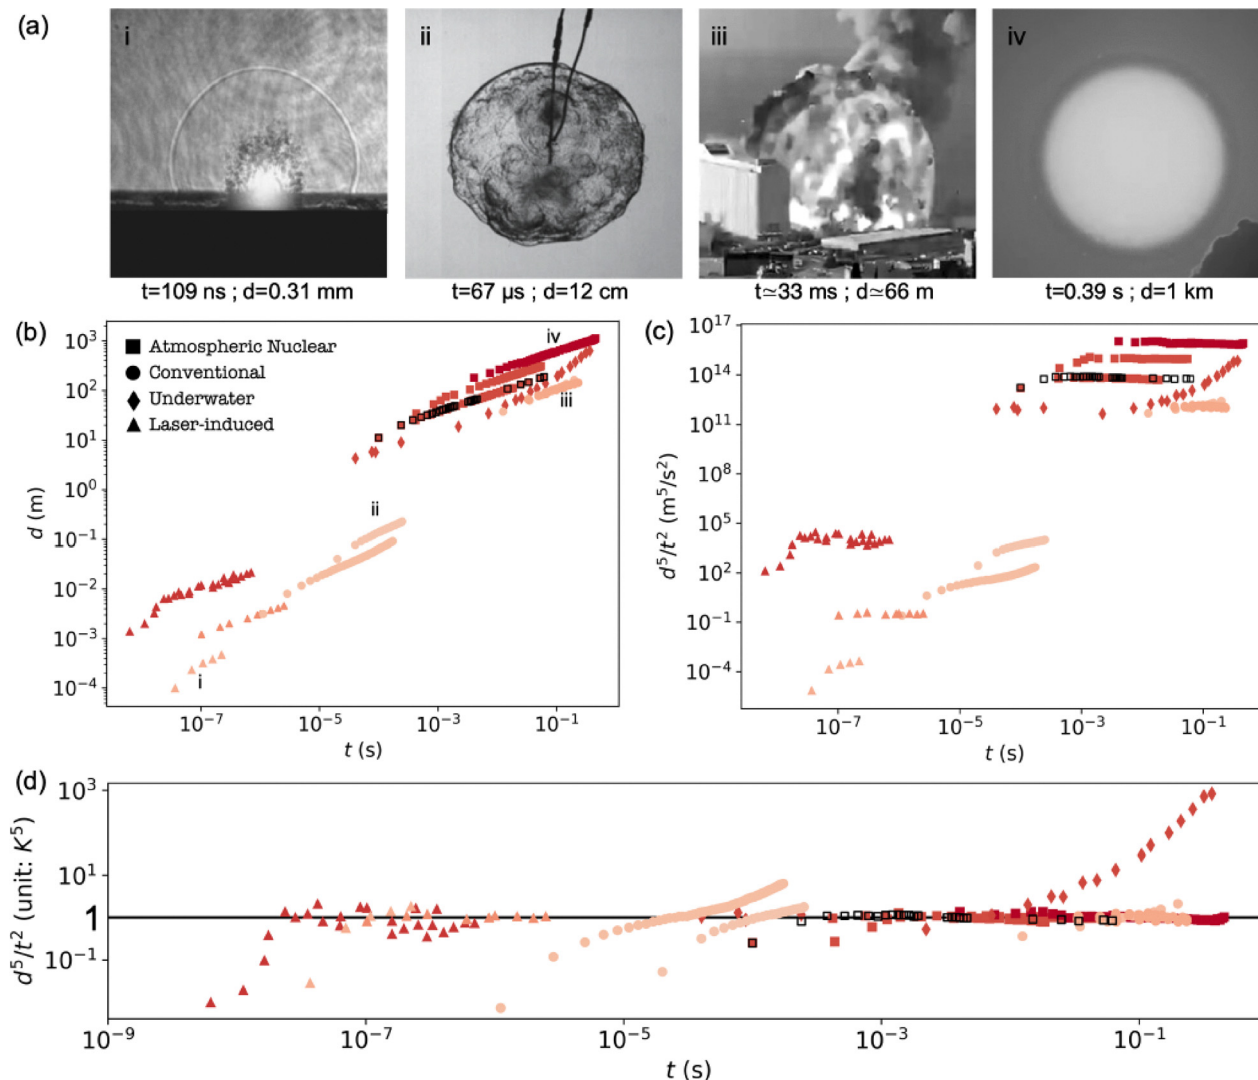 (a)
i
ii
iii
iv
t=109 ns ; d=0.31 mm
t=67 μs ; d=12 cm
t≃33 ms ; d≃66 m
t=0.39 s ; d=1 km
(b)
10³
10²
10¹
10⁰
10⁻¹
10⁻²
10⁻³
10⁻⁴
d (m)
Atmospheric Nuclear
Conventional
Underwater
Laser-induced
iv
iii
ii
i
10⁻⁷
10⁻⁵
10⁻³
10⁻¹
t (s)
(c)
10¹⁷
10¹⁴
10¹¹
10⁸
10⁵
10²
10⁻¹
10⁻⁴
d⁵/t² (m⁵/s²)
10⁻⁷
10⁻⁵
10⁻³
10⁻¹
t (s)
(d)
10³
10¹
1
10⁻¹
d⁵/t² (unit: K⁵)
10⁻⁹
10⁻⁷
10⁻⁵
10⁻³
10⁻¹
t (s)